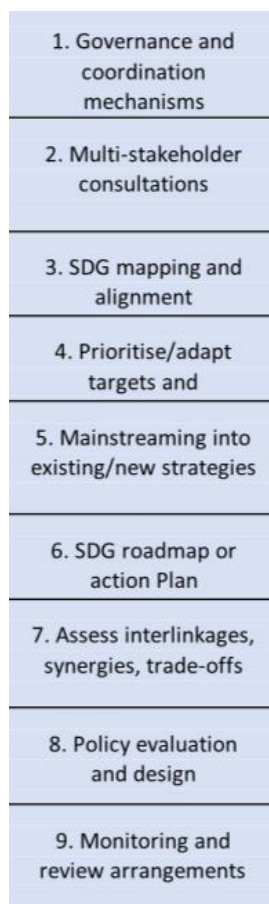 1. Governance and
coordination
mechanisms
2. Multi-stakeholder
consultations
3. SDG mapping and
alignment
4. Prioritise/adapt
targets and
5. Mainstreaming into
existing/new strategies
6. SDG roadmap or
action Plan
7. Assess interlinkages,
synergies, trade-offs
8. Policy evaluation
and design
9. Monitoring and
review arrangements